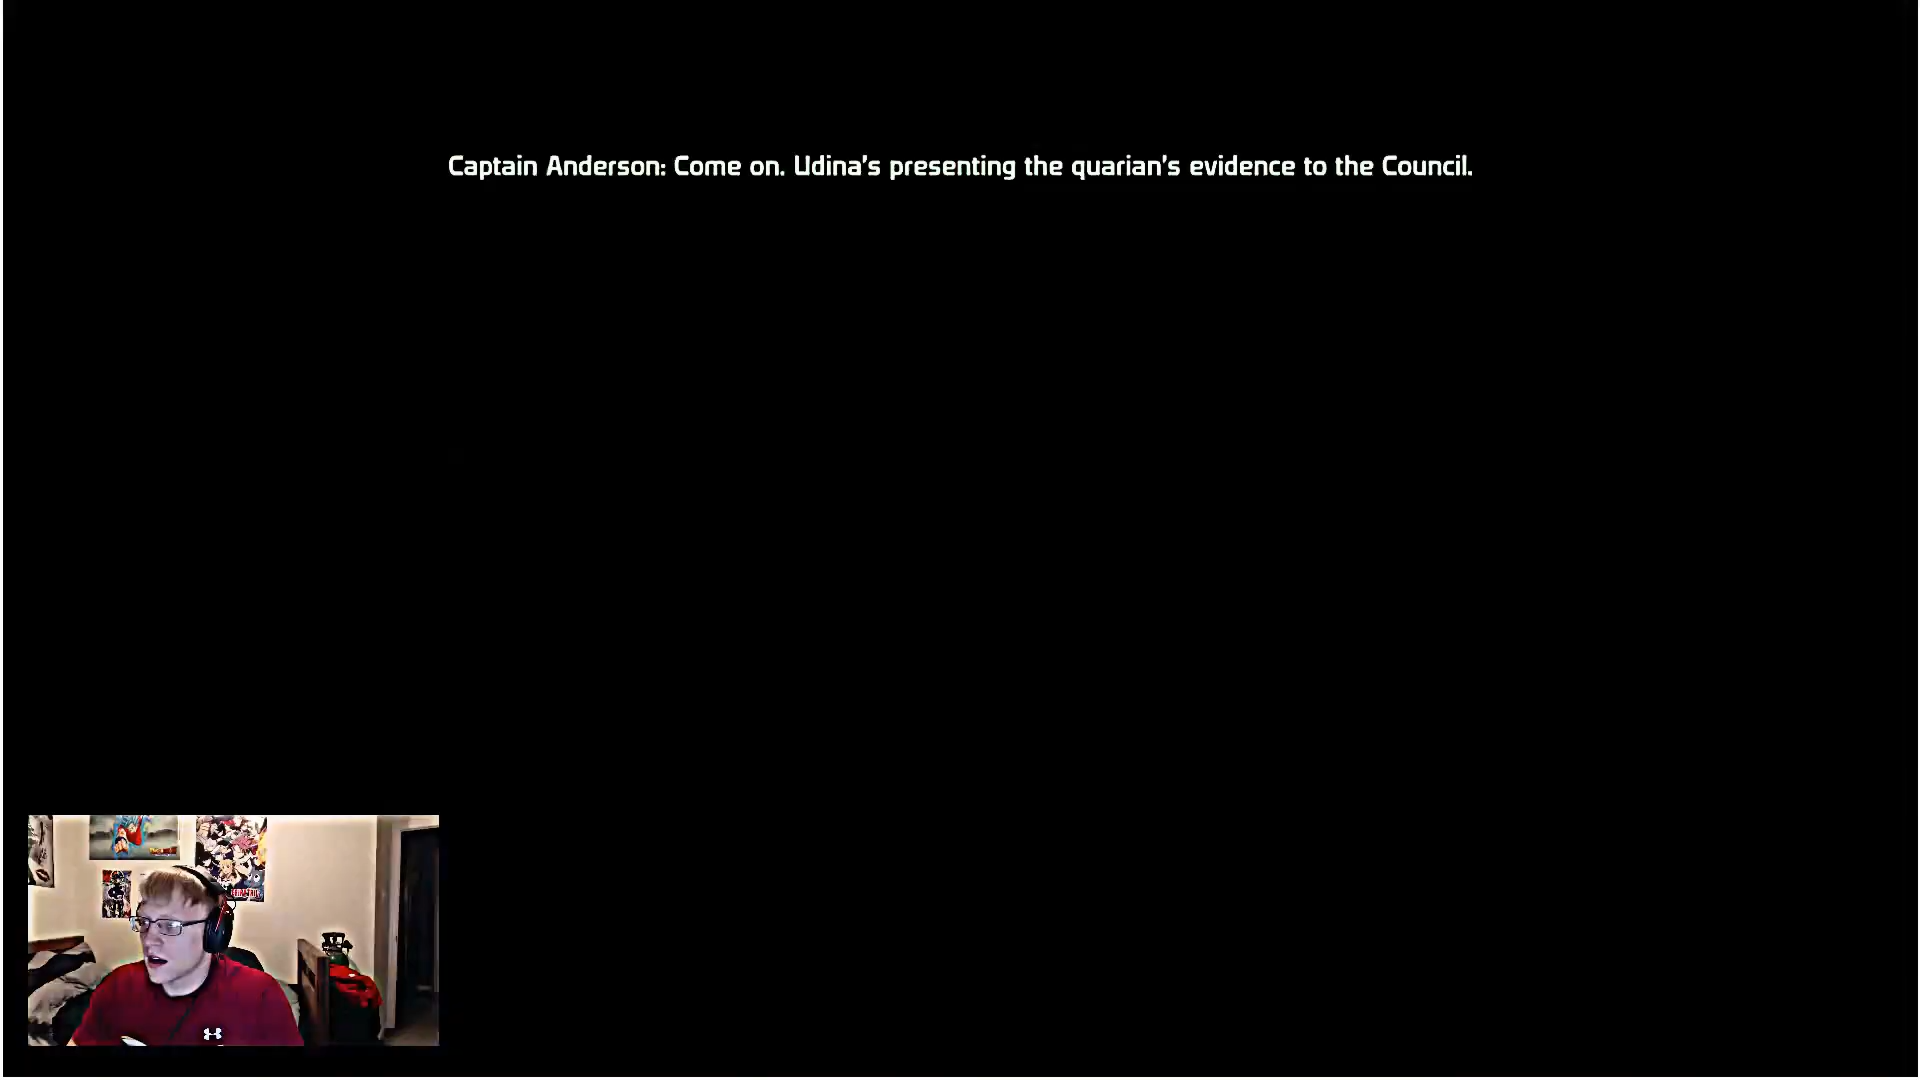 Captain Anderson: Come on. Udina's presenting the quarian's evidence to the Council.